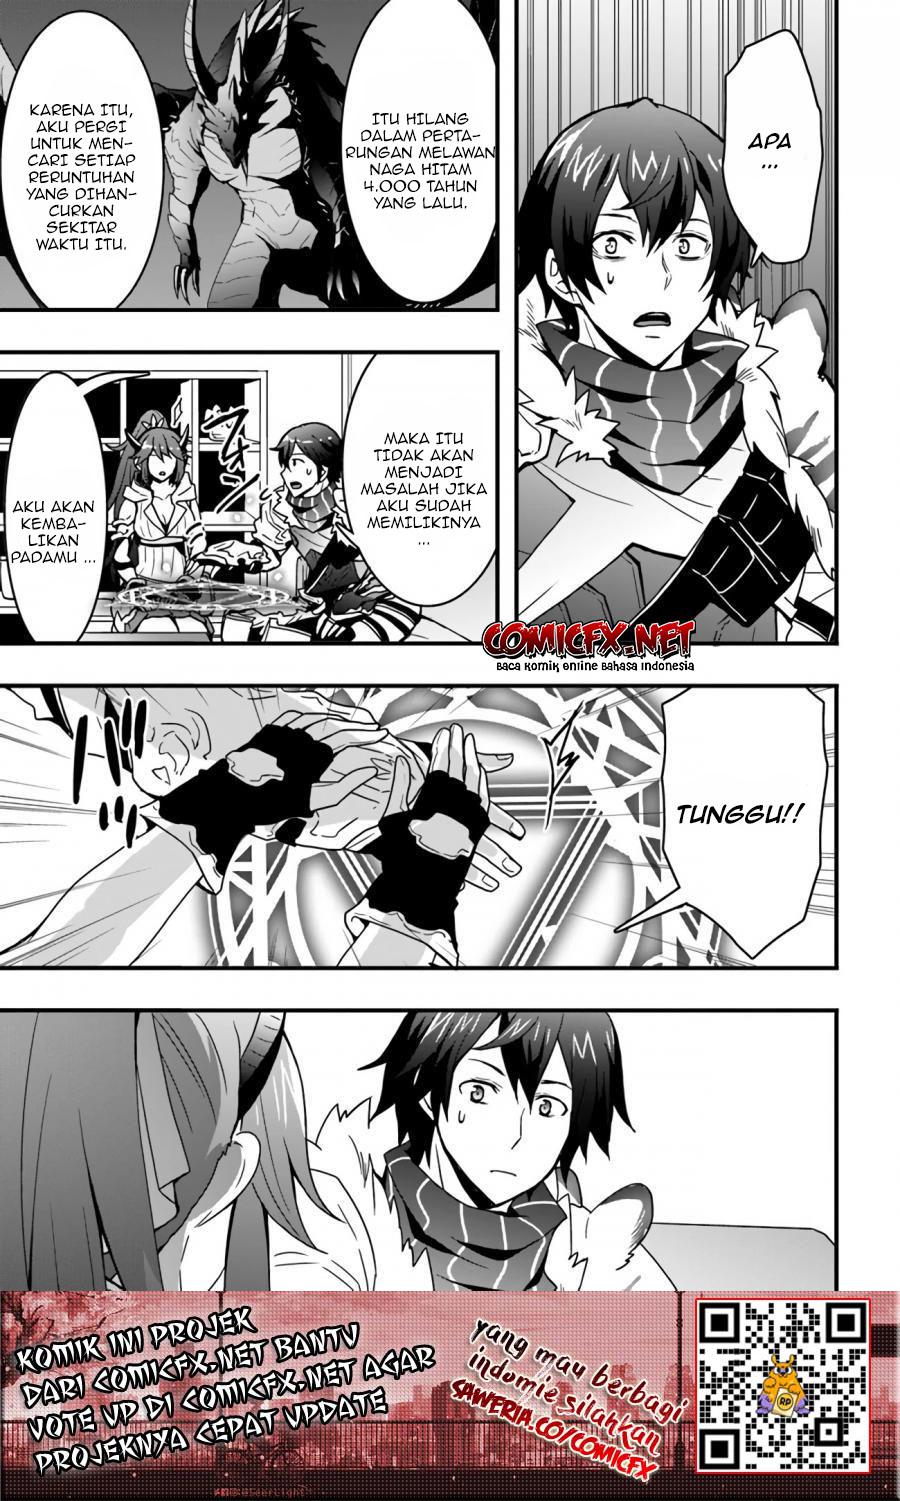 APA
...
ITU HILANG
DALAM PERTA-
RUNGAN MELAWAN
NAGA HITAM
4.000 TAHUN
YANG LALU.
KARENA ITU,
AKU PERGI
UNTUK MEN-
CARI SETIAP
RERUNTUHAN
YANG DIHAN-
CURKAN
SEKITAR
WAKTU ITU.
MAKA ITU
TIDAK AKAN
MENJADI
MASALAH JIKA
AKU SUDAH
MEMILIKINYA
...
AKU AKAN
KEMBA-
LIKAN
PADAMU ...
COMICFX.NET
Baca Komik Online Bahasa Indonesia
TUNGGU!!
KOMIK INI PROJEK
DARI COMICFX.NET BANTU
VOTE UP DI COMICFX.NET AGAR
PROJEKNYA CEPAT UPDATE
yang mau berbagi
indomie silahkan
SAWERIA.CO/COMICFX
RP